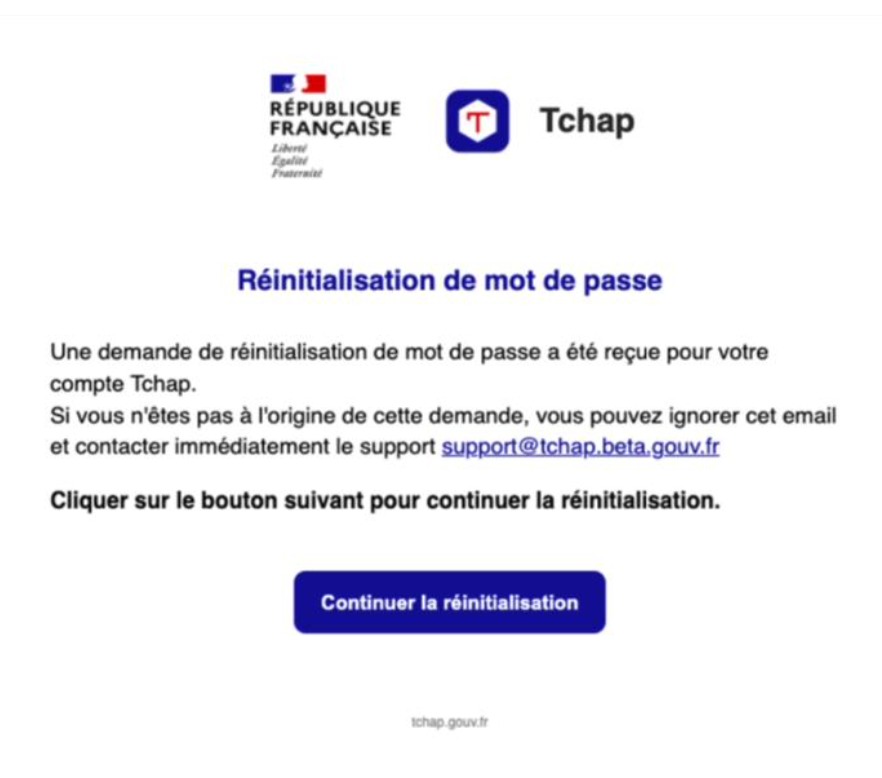 RÉPUBLIQUE
FRANÇAISE
Liberté
Égalité
Fraternité
Tchap
Réinitialisation de mot de passe
Une demande de réinitialisation de mot de passe a été reçue pour votre
compte Tchap.
Si vous n'êtes pas à l'origine de cette demande, vous pouvez ignorer cet email
et contacter immédiatement le support support@tchap.beta.gouv.fr
Cliquer sur le bouton suivant pour continuer la réinitialisation.
Continuer la réinitialisation
tchap.gouv.fr